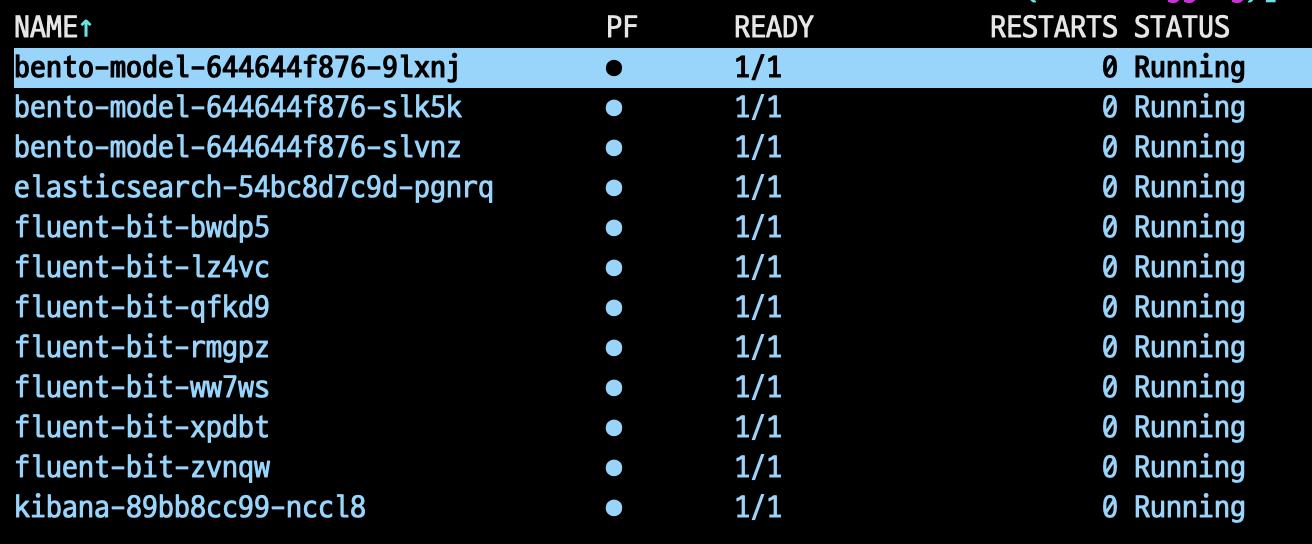 NAME↑ PF READY RESTARTS STATUS
bento-model-644644f876-9lxnj ● 1/1 0 Running
bento-model-644644f876-slk5k ● 1/1 0 Running
bento-model-644644f876-slvnz ● 1/1 0 Running
elasticsearch-54bc8d7c9d-pgnrq ● 1/1 0 Running
fluent-bit-bwdp5 ● 1/1 0 Running
fluent-bit-lz4vc ● 1/1 0 Running
fluent-bit-qfkd9 ● 1/1 0 Running
fluent-bit-rmgpz ● 1/1 0 Running
fluent-bit-ww7ws ● 1/1 0 Running
fluent-bit-xpdbt ● 1/1 0 Running
fluent-bit-zvnqw ● 1/1 0 Running
kibana-89bb8cc99-nccl8 ● 1/1 0 Running